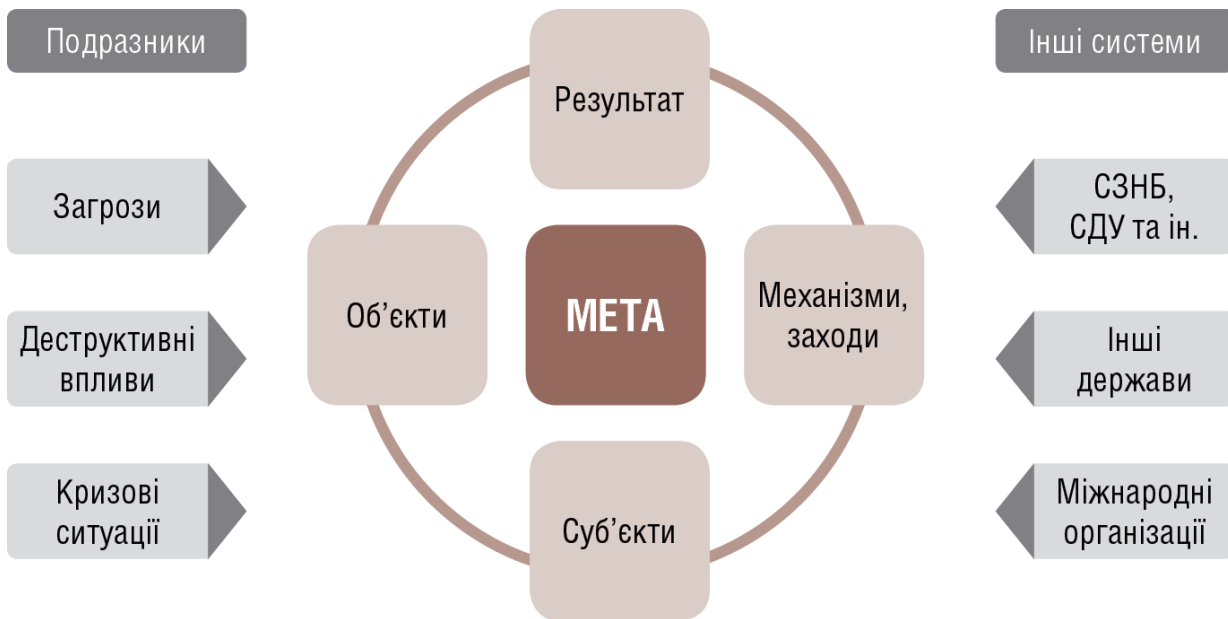 Подразники
Загрози
Деструктивні
впливи
Кризові
ситуації
Результат
Об’єкти
МЕТА
Механізми,
заходи
Суб’єкти
Інші системи
СЗНБ,
СДУ та ін.
Інші
держави
Міжнародні
організації